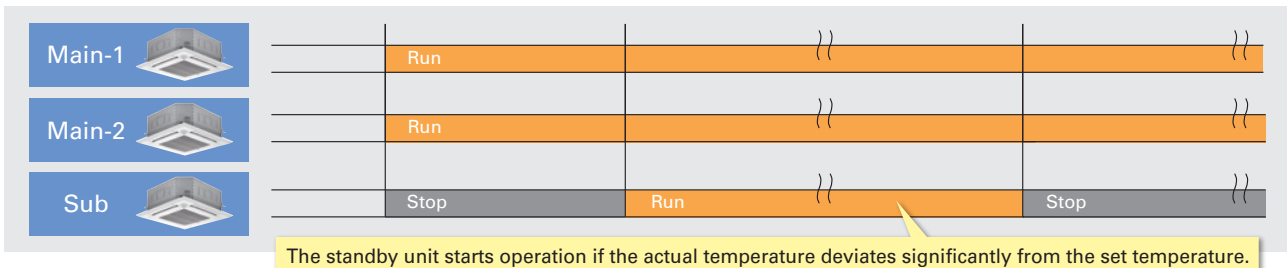 Main-1
Run
Main-2
Run
Sub
Stop
Run
Stop
The standby unit starts operation if the actual temperature deviates significantly from the set temperature.